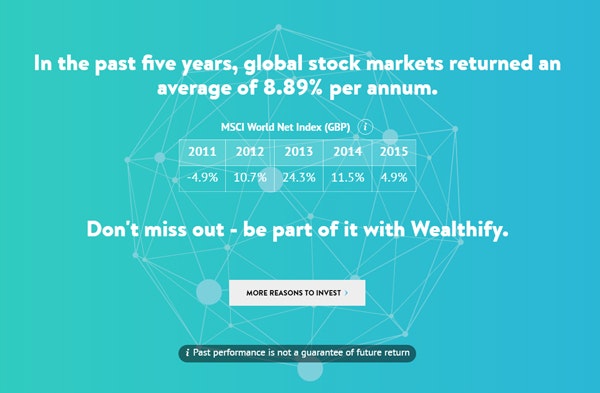 In the past five years, global stock markets returned an
average of 8.89% per annum.
MSCI World Net Index (GBP) i
2011 2012 2013 2014 2015
-4.9% 10.7% 24.3% 11.5% 4.9%
Don't miss out - be part of it with Wealthify.
MORE REASONS TO INVEST >
i Past performance is not a guarantee of future return